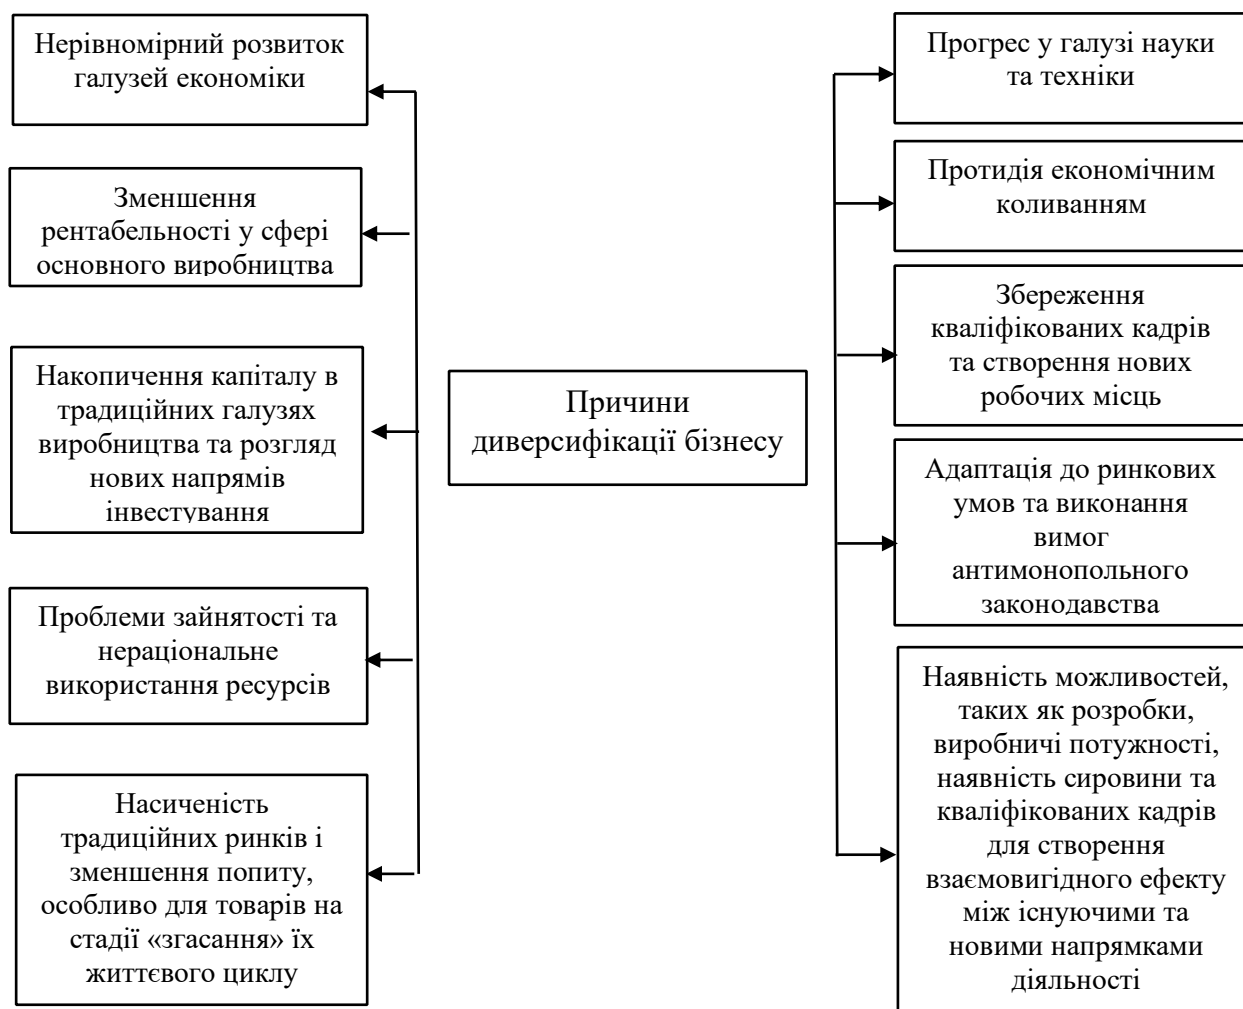 Нерівномірний розвиток
галузей економіки
Зменшення
рентабельності у сфері
основного виробництва
Накопичення капіталу в
традиційних галузях
виробництва та розгляд
нових напрямів
інвестування
Проблеми зайнятості та
нераціональне
використання ресурсів
Насиченість
традиційних ринків і
зменшення попиту,
особливо для товарів на
стадії «згасання» їх
життєвого циклу
Причини
диверсифікації бізнесу
Прогрес у галузі науки
та техніки
Протидія економічним
коливанням
Збереження
кваліфікованих кадрів
та створення нових
робочих місць
Адаптація до ринкових
умов та виконання
вимог
антимонопольного
законодавства
Наявність можливостей,
таких як розробки,
виробничі потужності,
наявність сировини та
кваліфікованих кадрів
для створення
взаємовигідного ефекту
між існуючими та
новими напрямками
діяльності